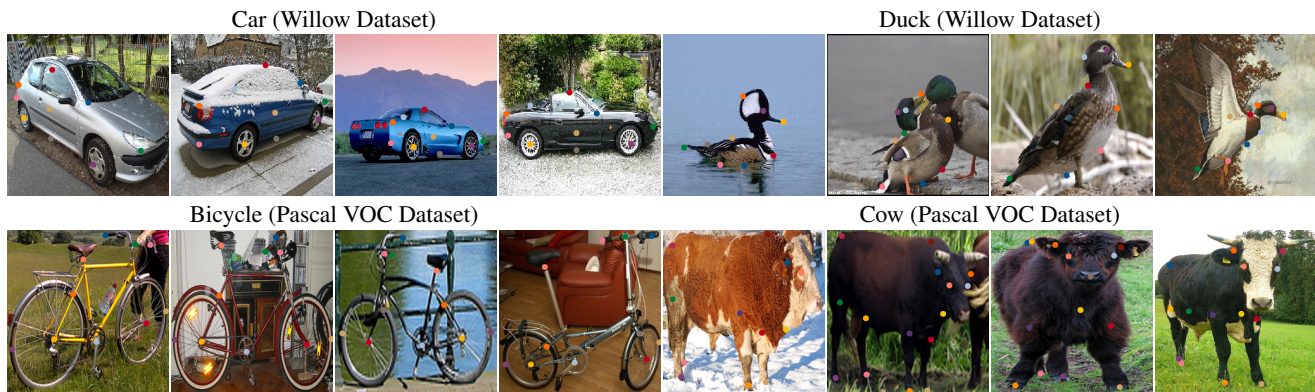 Car (Willow Dataset)
Duck (Willow Dataset)
Bicycle (Pascal VOC Dataset)
Cow (Pascal VOC Dataset)